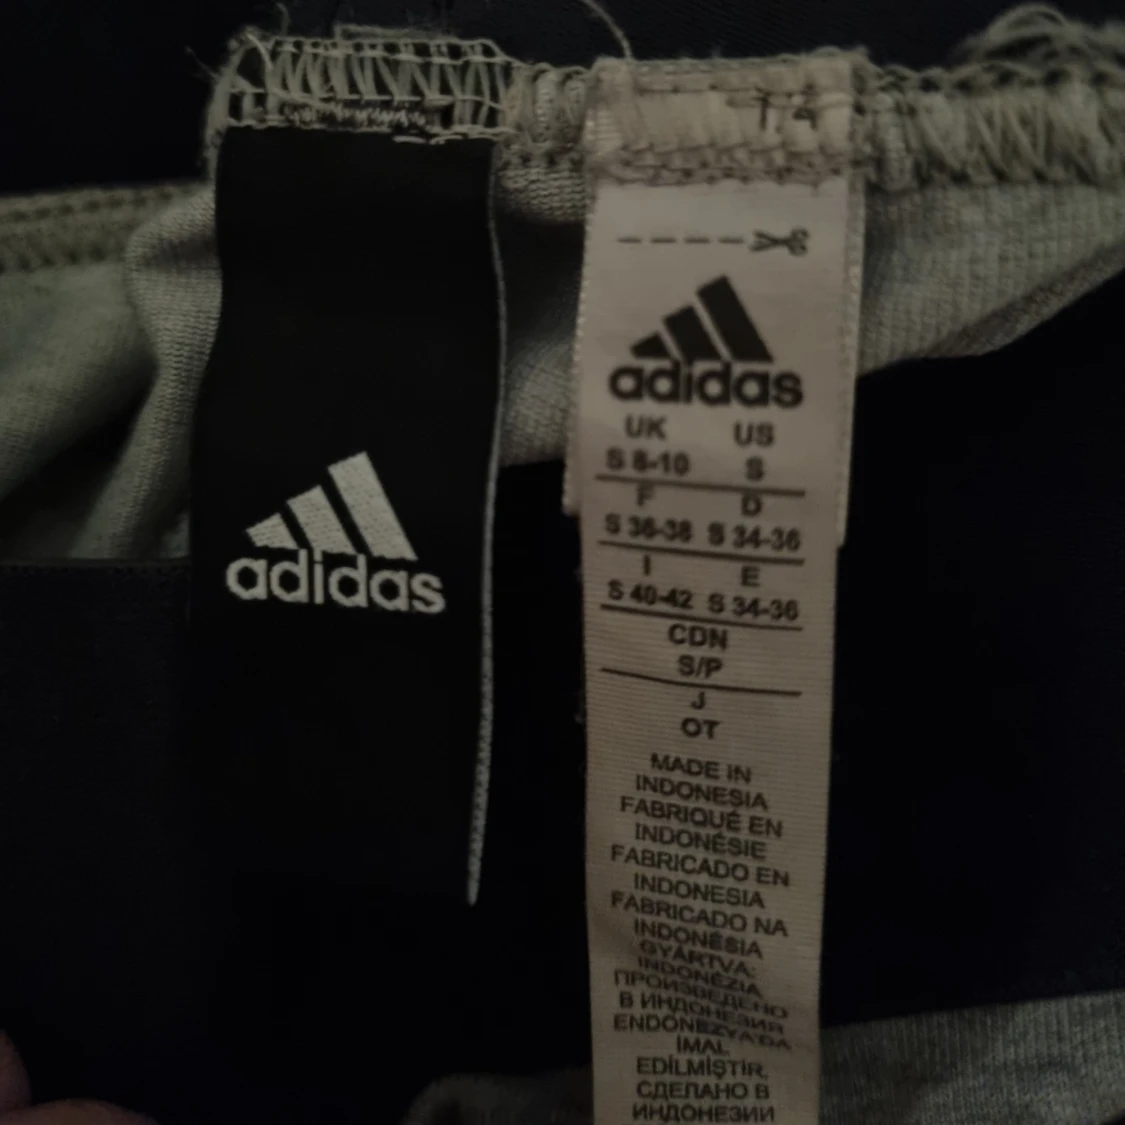 adidas
14
adidas
UK US
S 8-10 S
F D
S 36-38 S 34-36
I E
S 40-42 S 34-36
CDN
S/P
J
OT
MADE IN
INDONESIA
FABRIQUÉ EN
INDONÉSIE
FABRICADO EN
INDONESIA
FABRICADO NA
INDONÉSIA
GYÁRTVA:
INDONÉZIA
ПРОИЗВЕДЕНО
В ИНДОНЕЗИЯ
ENDONEZYA'DA
İMAL
EDİLMİŞTİR.
СДЕЛАНО В
ИНДОНЕЗИИ